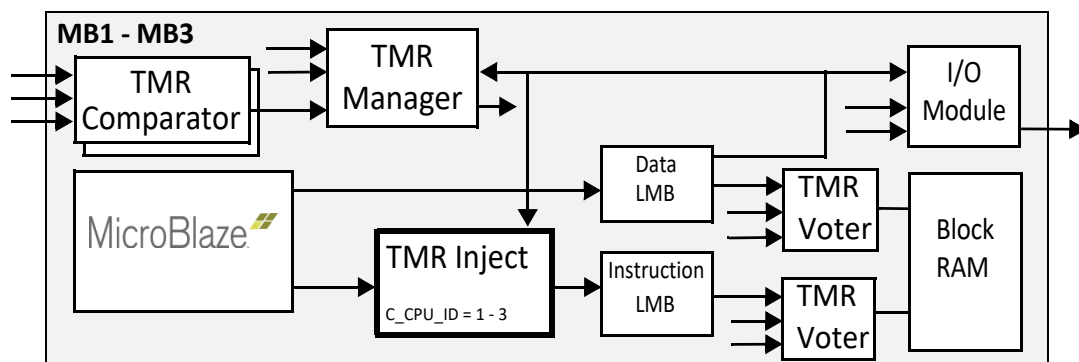 MB1 - MB3
TMR
Comparator
TMR
Manager
I/O
Module
MicroBlaze
Data
LMB
TMR
Voter
Block
RAM
TMR Inject
C_CPU_ID = 1 - 3
Instruction
LMB
TMR
Voter